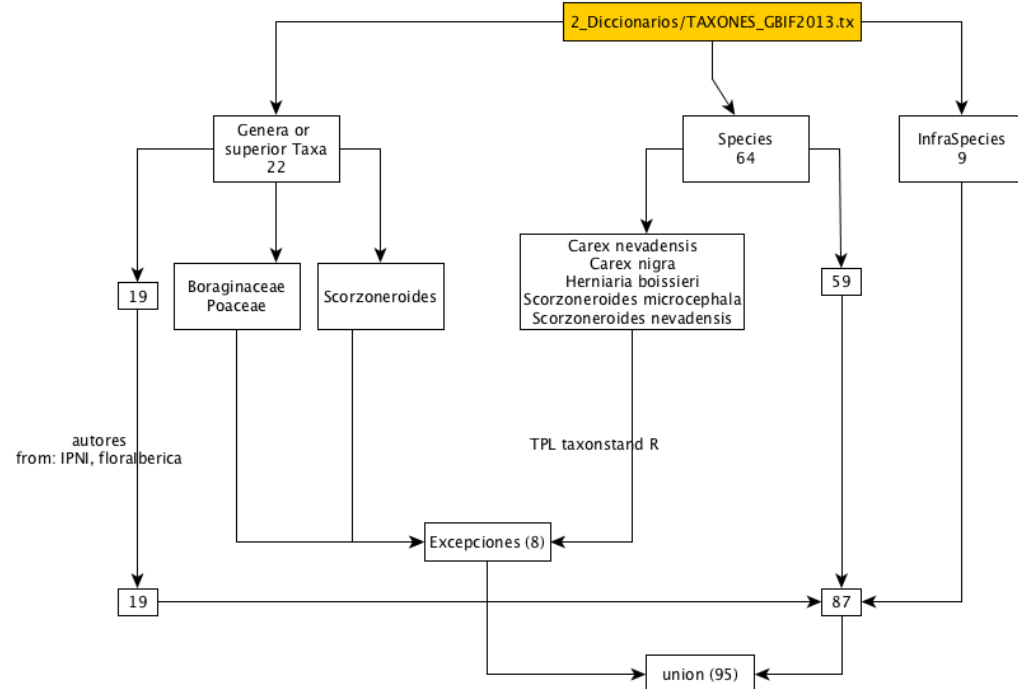 2_Diccionarios/TAXONES_GBIF2013.tx
Genera or
superior Taxa
22
Species
64
InfraSpecies
9
19
Boraginaceae
Poaceae
Scorzoneroides
Carex nevadensis
Carex nigra
Herniaria boissieri
Scorzoneroides microcephala
Scorzoneroides nevadensis
59
autores
from: IPNI, floraIberica
TPL taxonstand R
Excepciones (8)
19
87
union (95)